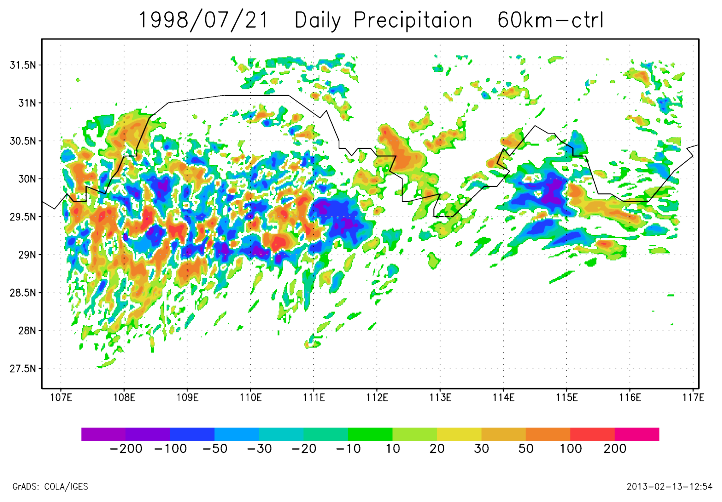 1998/07/21 Daily Precipitaion 60km-ctrl
31.5N
31N
30.5N
30N
29.5N
29N
28.5N
28N
27.5N
107E 108E 109E 110E 111E 112E 113E 114E 115E 116E 117E
-200 -100 -50 -30 -20 -10 10 20 30 50 100 200
GrADS: COLA/IGES 2013-02-13-12:54